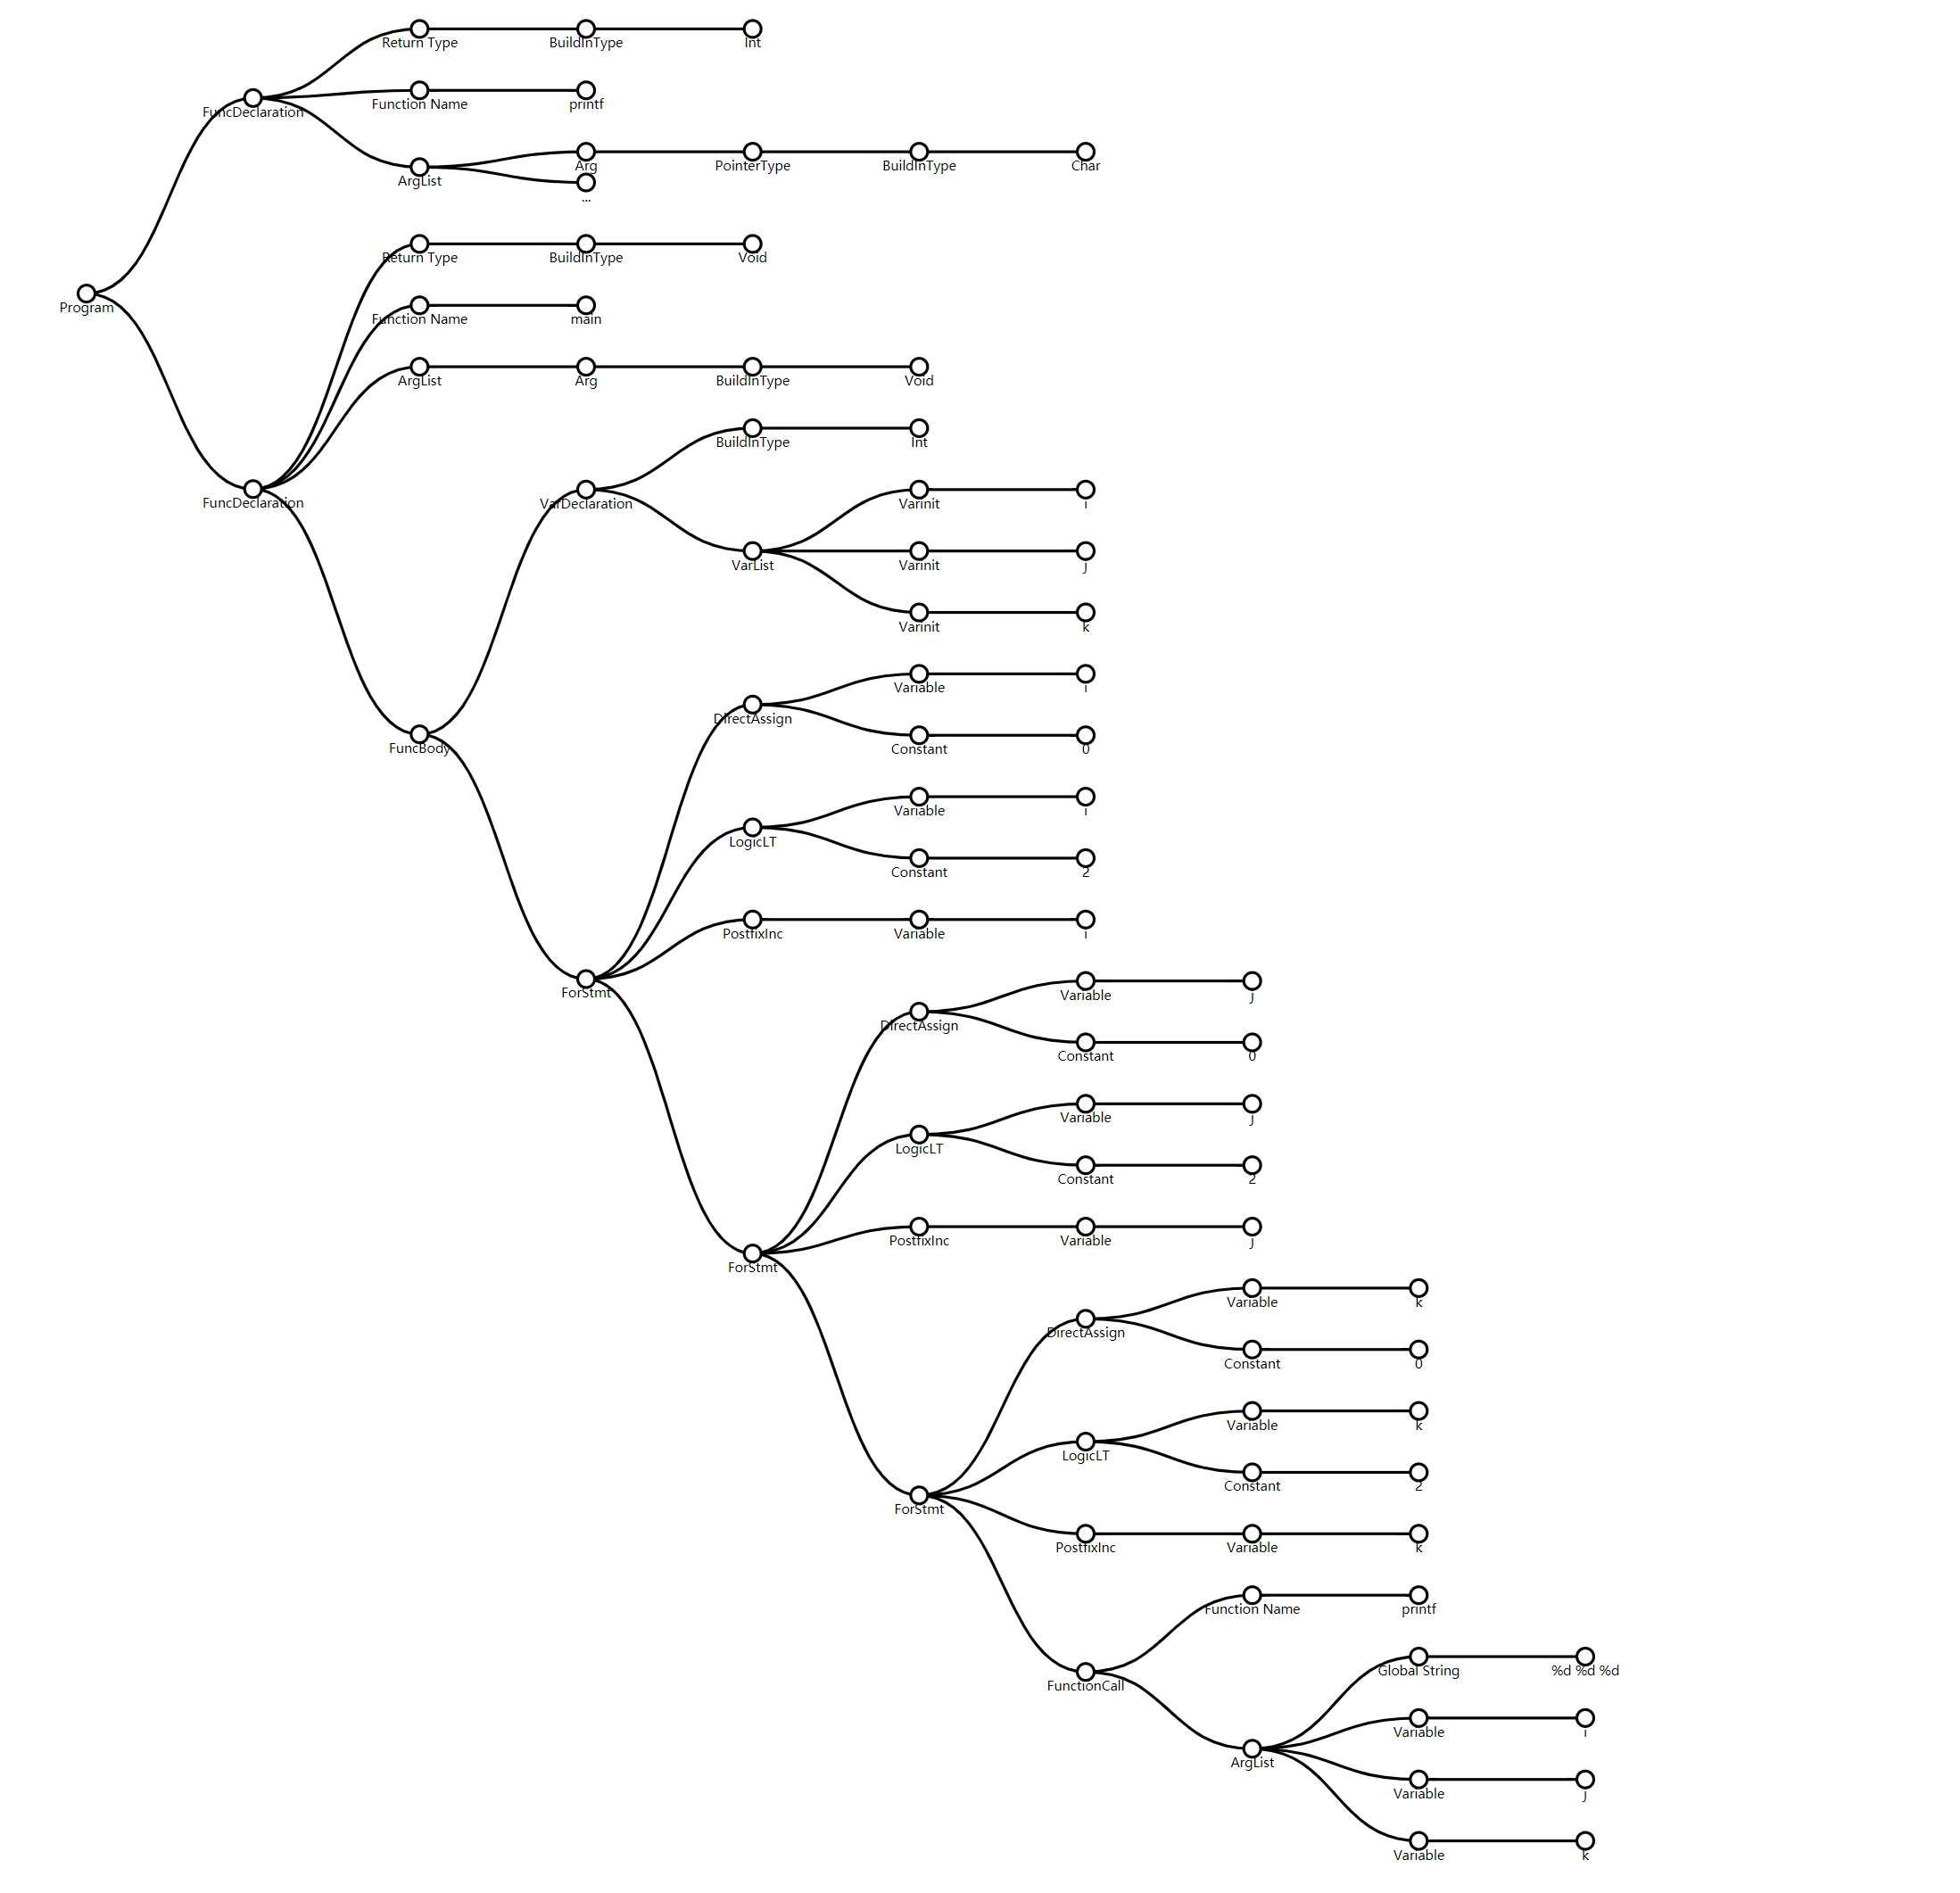 Return Type BuildInType Int
Function Name printf
FuncDeclaration
Arg PointerType BuildInType Char
ArgList
...
Return Type BuildInType Void
Program
Function Name main
ArgList Arg BuildInType Void
BuildInType Int
FuncDeclaration VarDeclaration Varinit i
VarList Varinit j
Varinit k
Variable i
DirectAssign
FuncBody Constant 0
Variable i
LogicLT
Constant 2
PostfixInc Variable i
ForStmt Variable j
DirectAssign
Constant 0
Variable j
LogicLT
Constant 2
PostfixInc Variable j
ForStmt
Variable k
DirectAssign
Constant 0
Variable k
LogicLT
Constant 2
ForStmt
PostfixInc Variable k
Function Name printf
Global String %d %d %d
FunctionCall
Variable i
ArgList
Variable j
Variable k